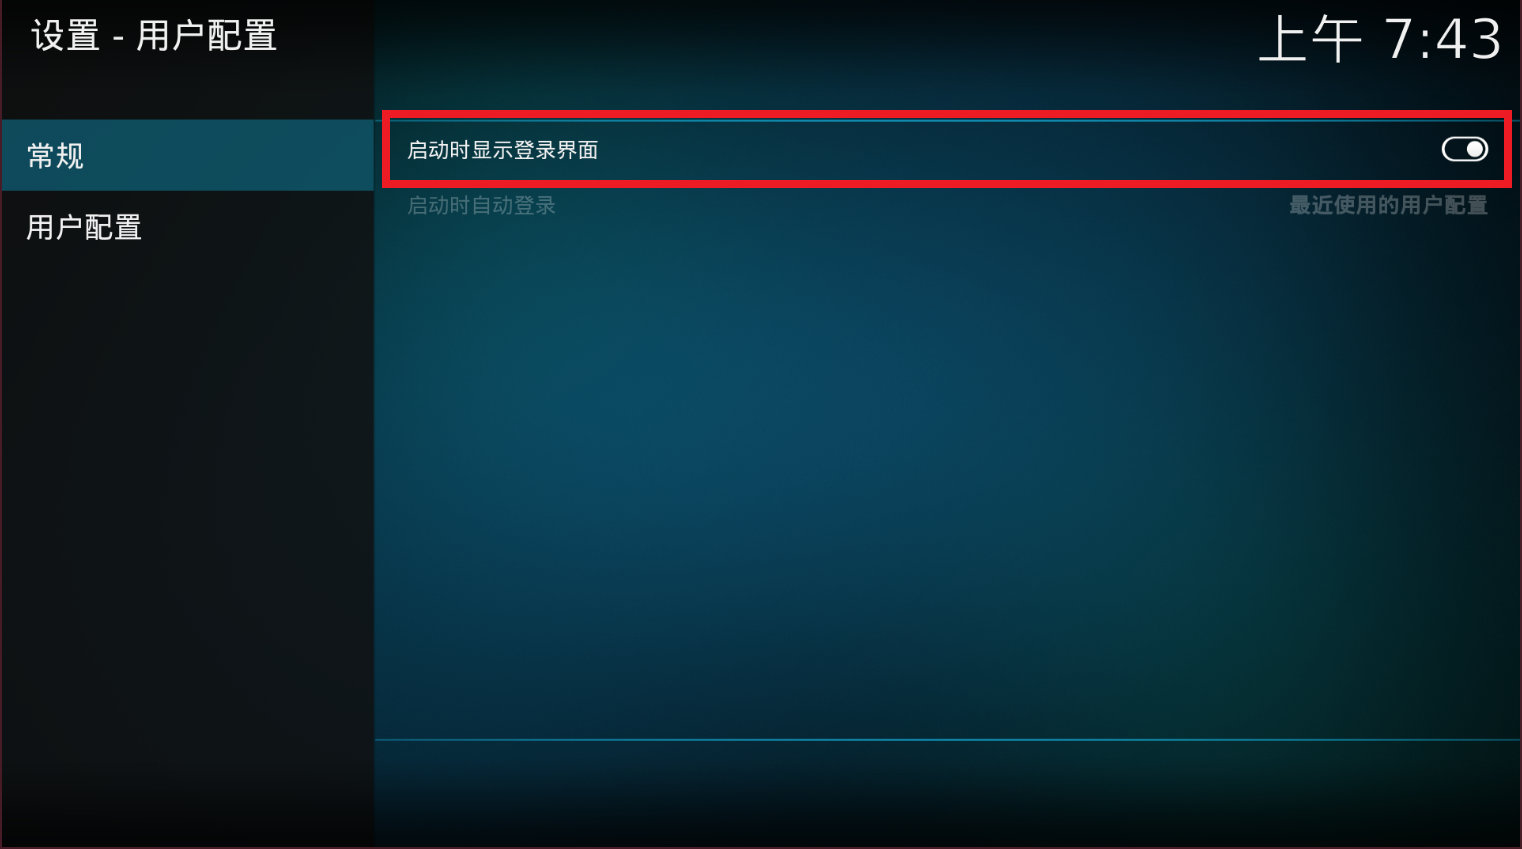 设置 - 用户配置
上午 7:43
常规
用户配置
启动时显示登录界面
启动时自动登录
最近使用的用户配置